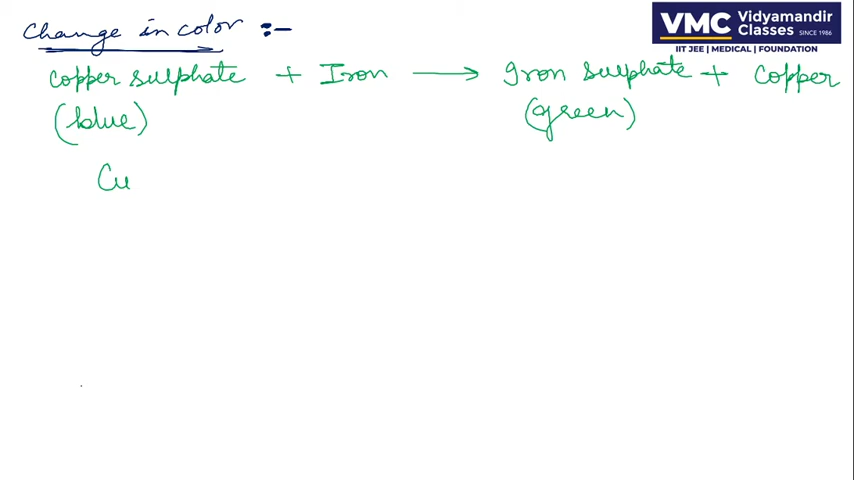 Change in color :-
VMC Vidyamandir Classes SINCE 1986
IIT JEE | MEDICAL | FOUNDATION
copper sulphate + Iron → Iron sulphate + Copper
(blue) (green)
Cu